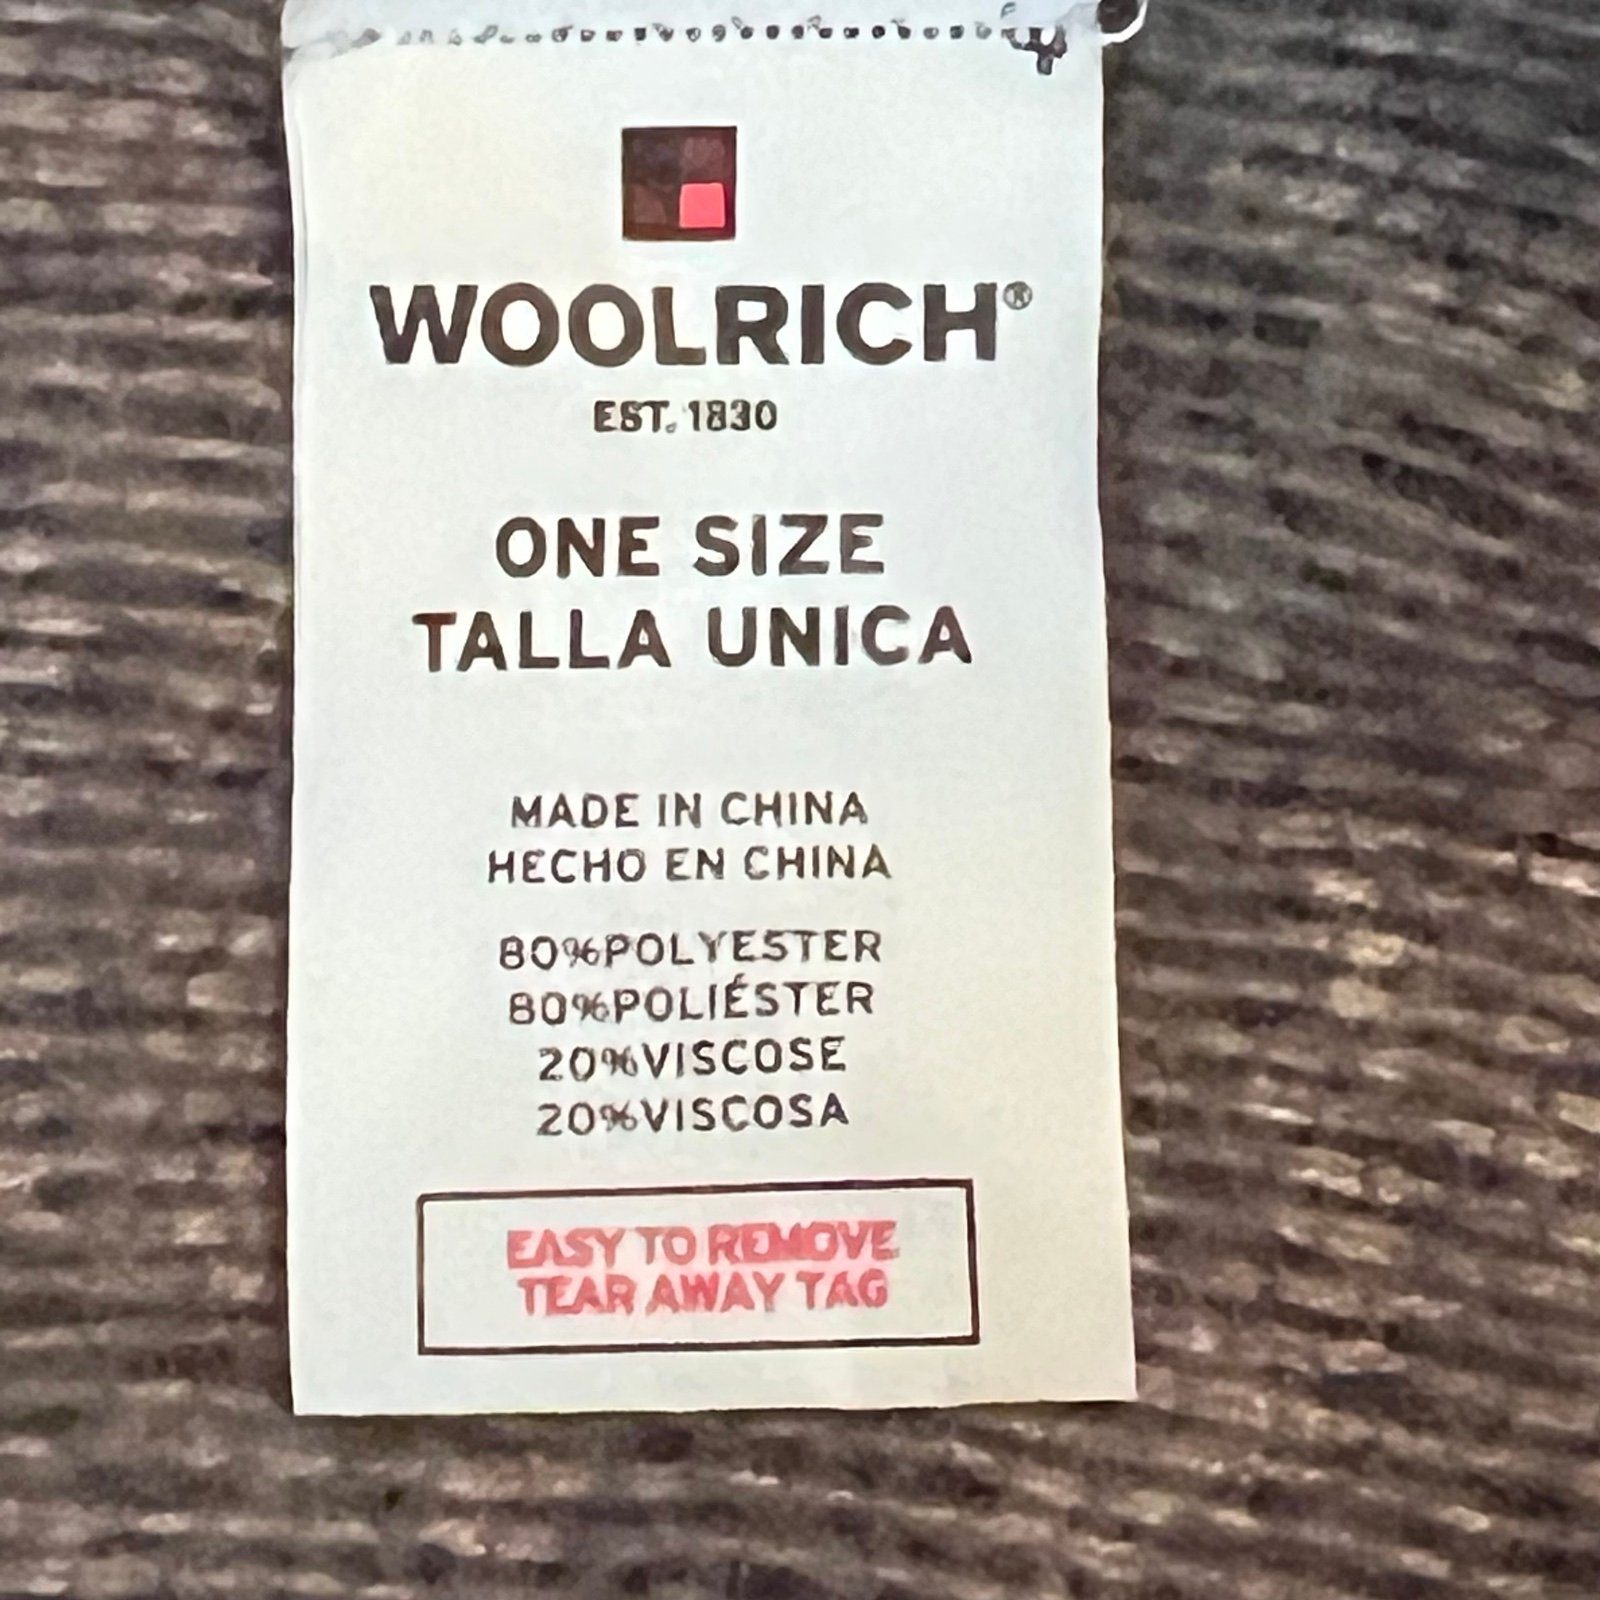 WOOLRICH®
EST. 1830
ONE SIZE
TALLA UNICA
MADE IN CHINA
HECHO EN CHINA
80%POLYESTER
80%POLIÉSTER
20%VISCOSE
20%VISCOSA
EASY TO REMOVE
TEAR AWAY TAG